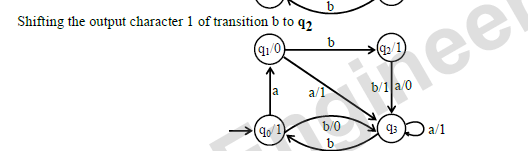 b
Shifting the output character 1 of transition b to q2
q1/0 b q2/1
a a/1 b/1 a/0
q0/1 b/0 q3 a/1
b
Engineer